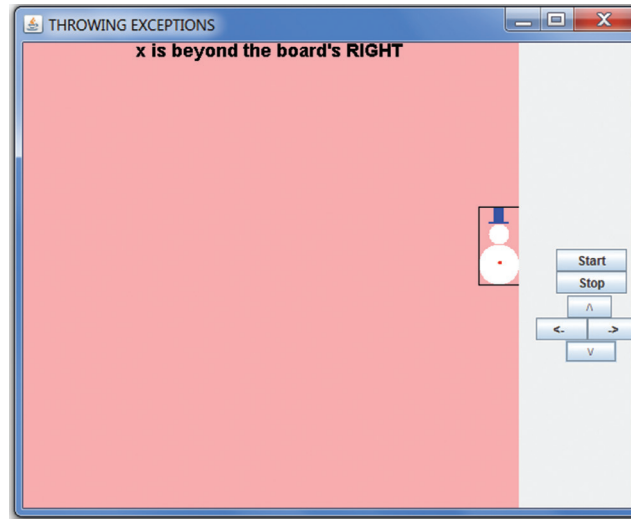 THROWING EXCEPTIONS
x is beyond the board's RIGHT
Start
Stop
^
<- ->
v